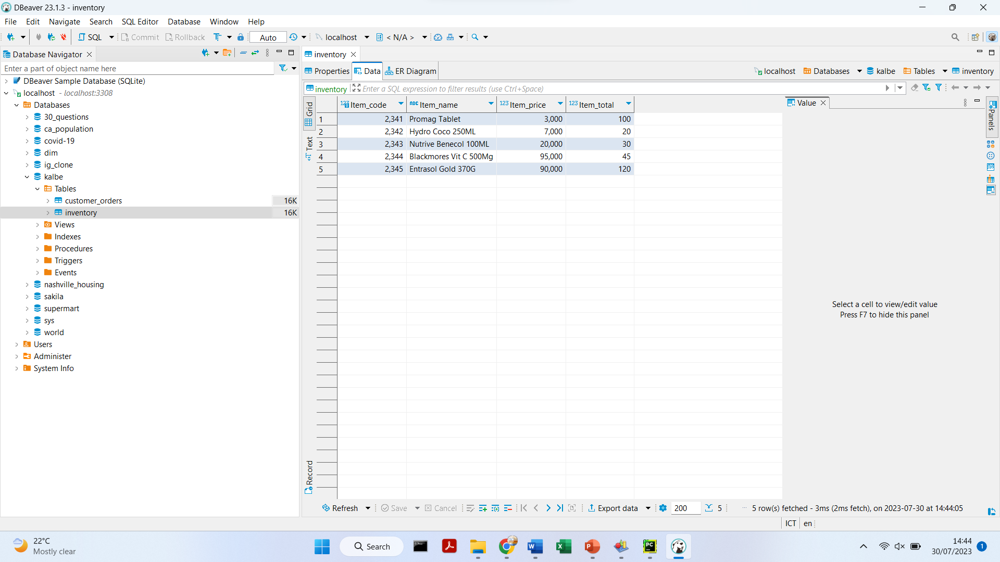 DBeaver 23.1.3 - inventory
File Edit Navigate Search SQL Editor Database Window Help
SQL Commit Rollback Auto localhost < N/A >
Database Navigator
Enter a part of object name here
DBeaver Sample Database (SQLite)
localhost - localhost:3308
Databases
30_questions
ca_population
covid-19
dim
ig_clone
kalbe
Tables
customer_orders 16K
inventory 16K
Views
Indexes
Procedures
Triggers
Events
nashville_housing
sakila
supermart
sys
world
Users
Administer
System Info
inventory
Properties Data ER Diagram localhost Databases kalbe Tables inventory
inventory Enter a SQL expression to filter results (use Ctrl+Space)
Grid
Text
Record
123 Item_code ABC Item_name 123 Item_price 123 Item_total
1 2,341 Promag Tablet 3,000 100
2 2,342 Hydro Coco 250ML 7,000 20
3 2,343 Nutrive Benecol 100ML 20,000 30
4 2,344 Blackmores Vit C 500Mg 95,000 45
5 2,345 Entrasol Gold 370G 90,000 120
Value
Panels
Select a cell to view/edit value
Press F7 to hide this panel
Refresh Save Cancel Export data 200 5 ... 5 row(s) fetched - 3ms (2ms fetch), on 2023-07-30 at 14:44:05
ICT en
22°C
Mostly clear
Search
14:44
30/07/2023
1